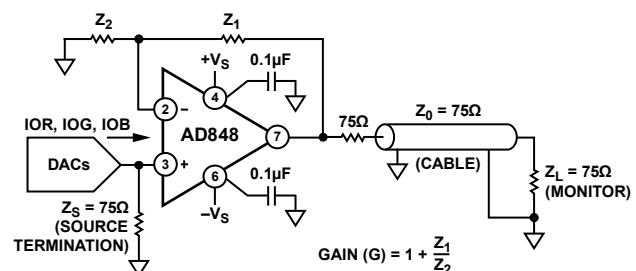 Z2
Z1
+VS
0.1µF
4
2
–
IOR, IOG, IOB
AD848
7
75Ω
Z0 = 75Ω
DACs
3
+
6
0.1µF
(CABLE)
ZL = 75Ω
(MONITOR)
ZS = 75Ω
(SOURCE
TERMINATION)
–VS
GAIN (G) = 1 + Z1/Z2